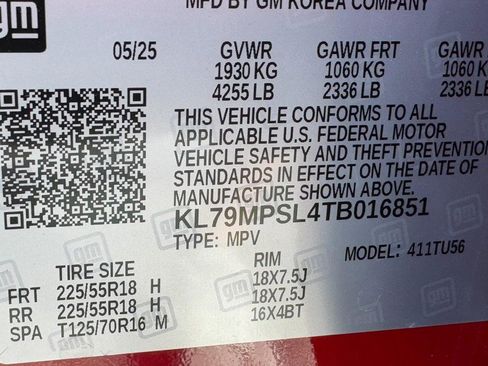 gm
MFD BY GM KOREA COMPANY
05/25 GVWR GAWR FRT GAWR
1930 KG 1060 KG 1060 K
4255 LB 2336 LB 2336 LB
THIS VEHICLE CONFORMS TO ALL
APPLICABLE U.S. FEDERAL MOTOR
VEHICLE SAFETY AND THEFT PREVENTION
STANDARDS IN EFFECT ON THE DATE OF
MANUFACTURE SHOWN ABOVE.
KL79MPSL4TB016851
TYPE: MPV MODEL: 411TU56
TIRE SIZE RIM
FRT 225/55R18 H 18X7.5J
RR 225/55R18 H 18X7.5J
SPA T125/70R16 M 16X4BT